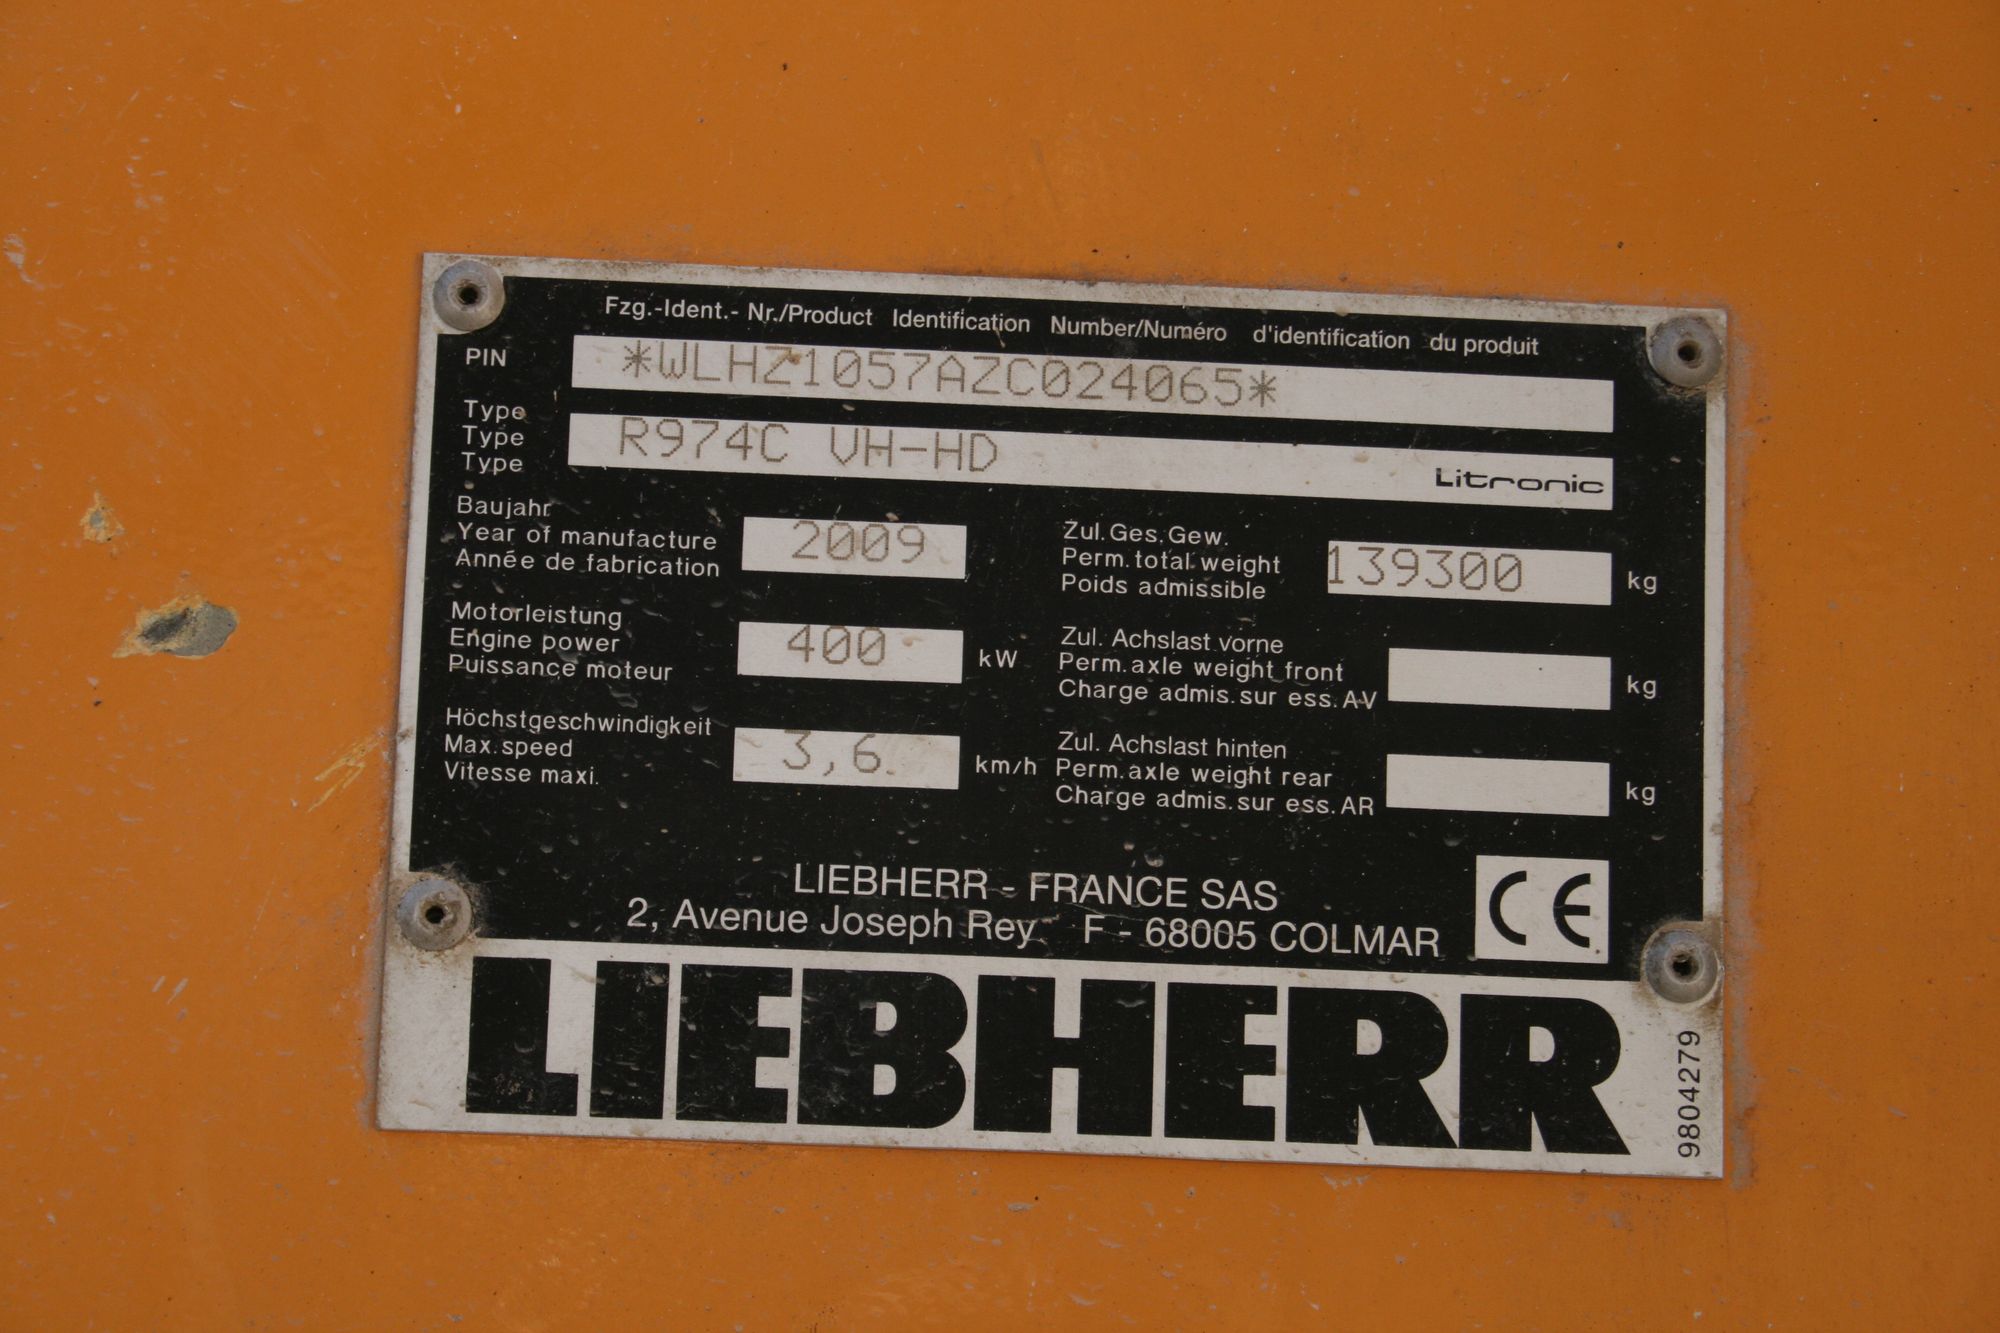 Fzg.-Ident.- Nr./Product Identification Number/Numéro d'identification du produit
PIN *WLHZ1057AZC024065*
Type
Type R974C VH-HD
Type Litronic
Baujahr
Year of manufacture 2009
Année de fabrication
Zul.Ges.Gew.
Perm.total weight 139300 kg
Poids admissible
Motorleistung
Engine power 400 kW
Puissance moteur
Zul. Achslast vorne
Perm.axle weight front kg
Charge admis.sur ess.AV
Höchstgeschwindigkeit
Max.speed 3,6 km/h
Vitesse maxi.
Zul. Achslast hinten
Perm.axle weight rear kg
Charge admis.sur ess.AR
LIEBHERR - FRANCE SAS
2, Avenue Joseph Rey F - 68005 COLMAR
CE
LIEBHERR
9804279